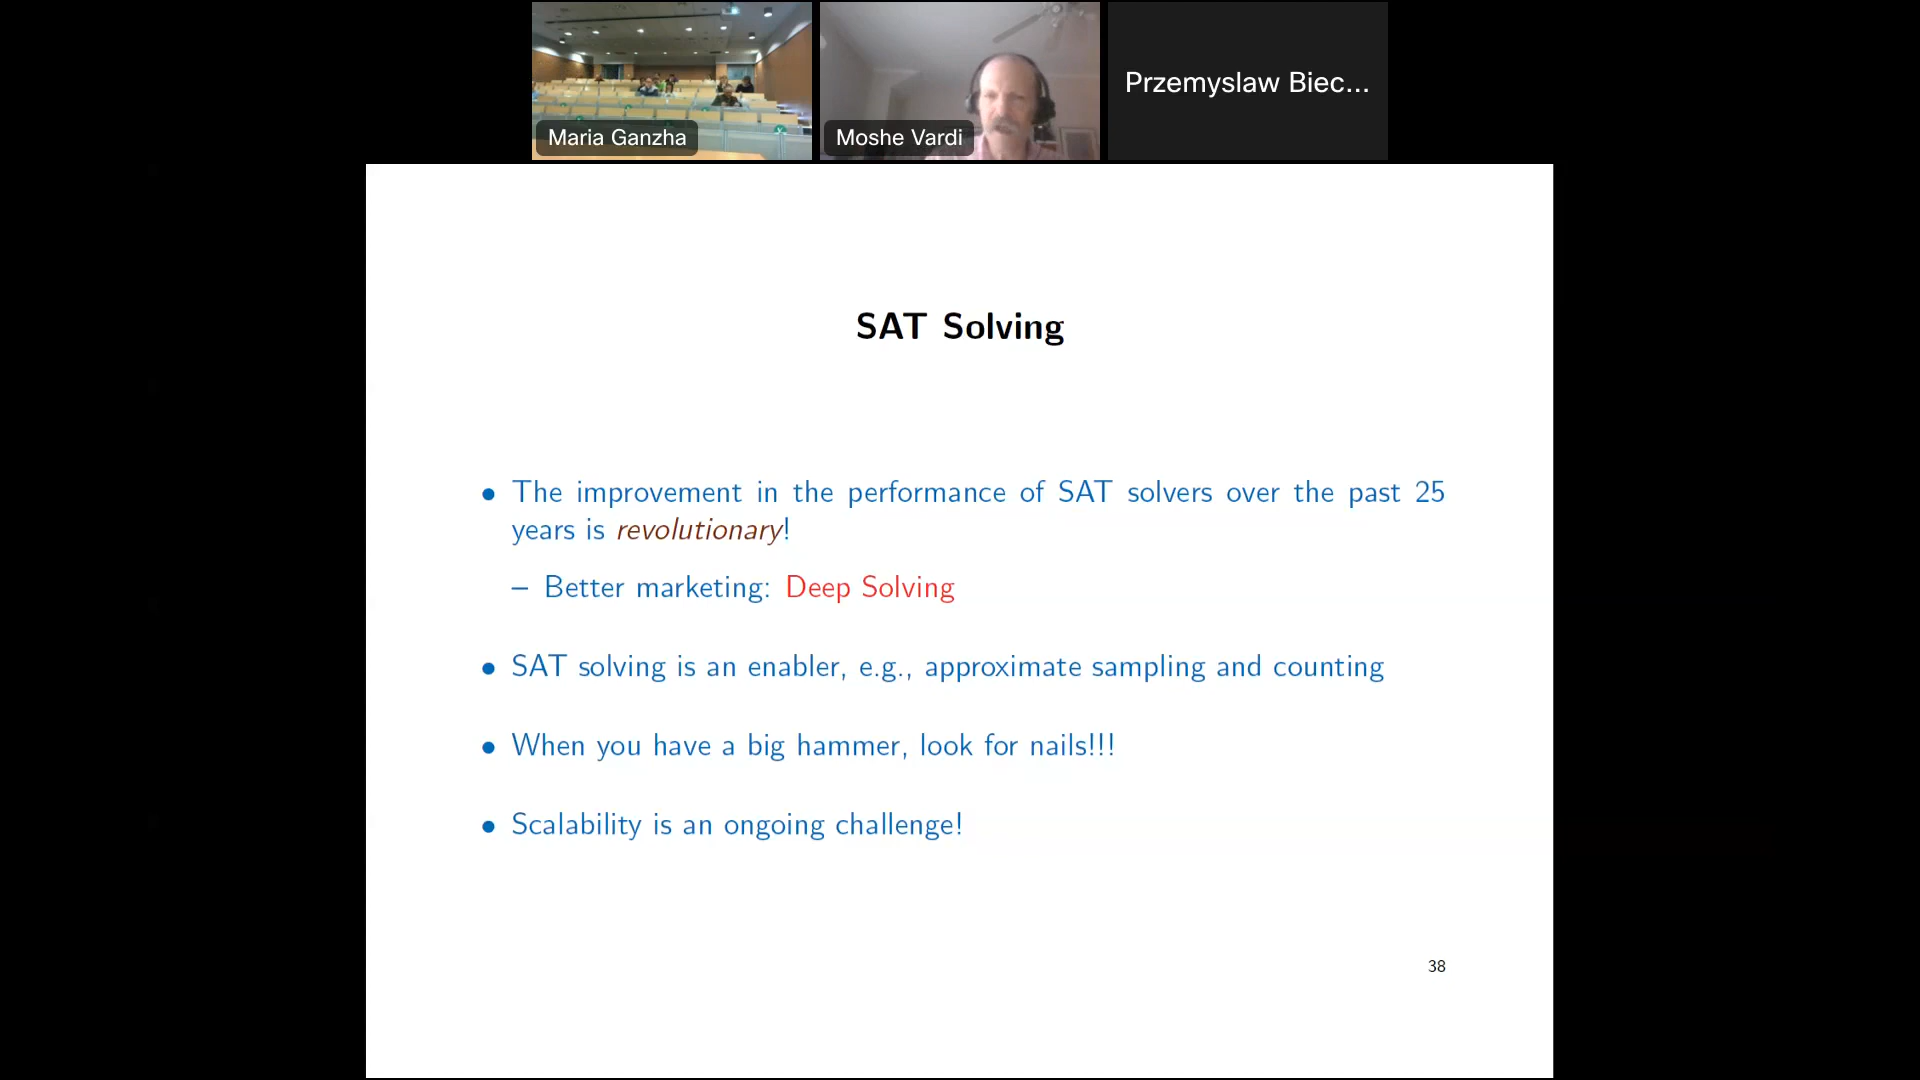 Maria Ganzha
Moshe Vardi
Przemyslaw Biec...
SAT Solving
• The improvement in the performance of SAT solvers over the past 25
years is revolutionary!
– Better marketing: Deep Solving
• SAT solving is an enabler, e.g., approximate sampling and counting
• When you have a big hammer, look for nails!!!
• Scalability is an ongoing challenge!
38